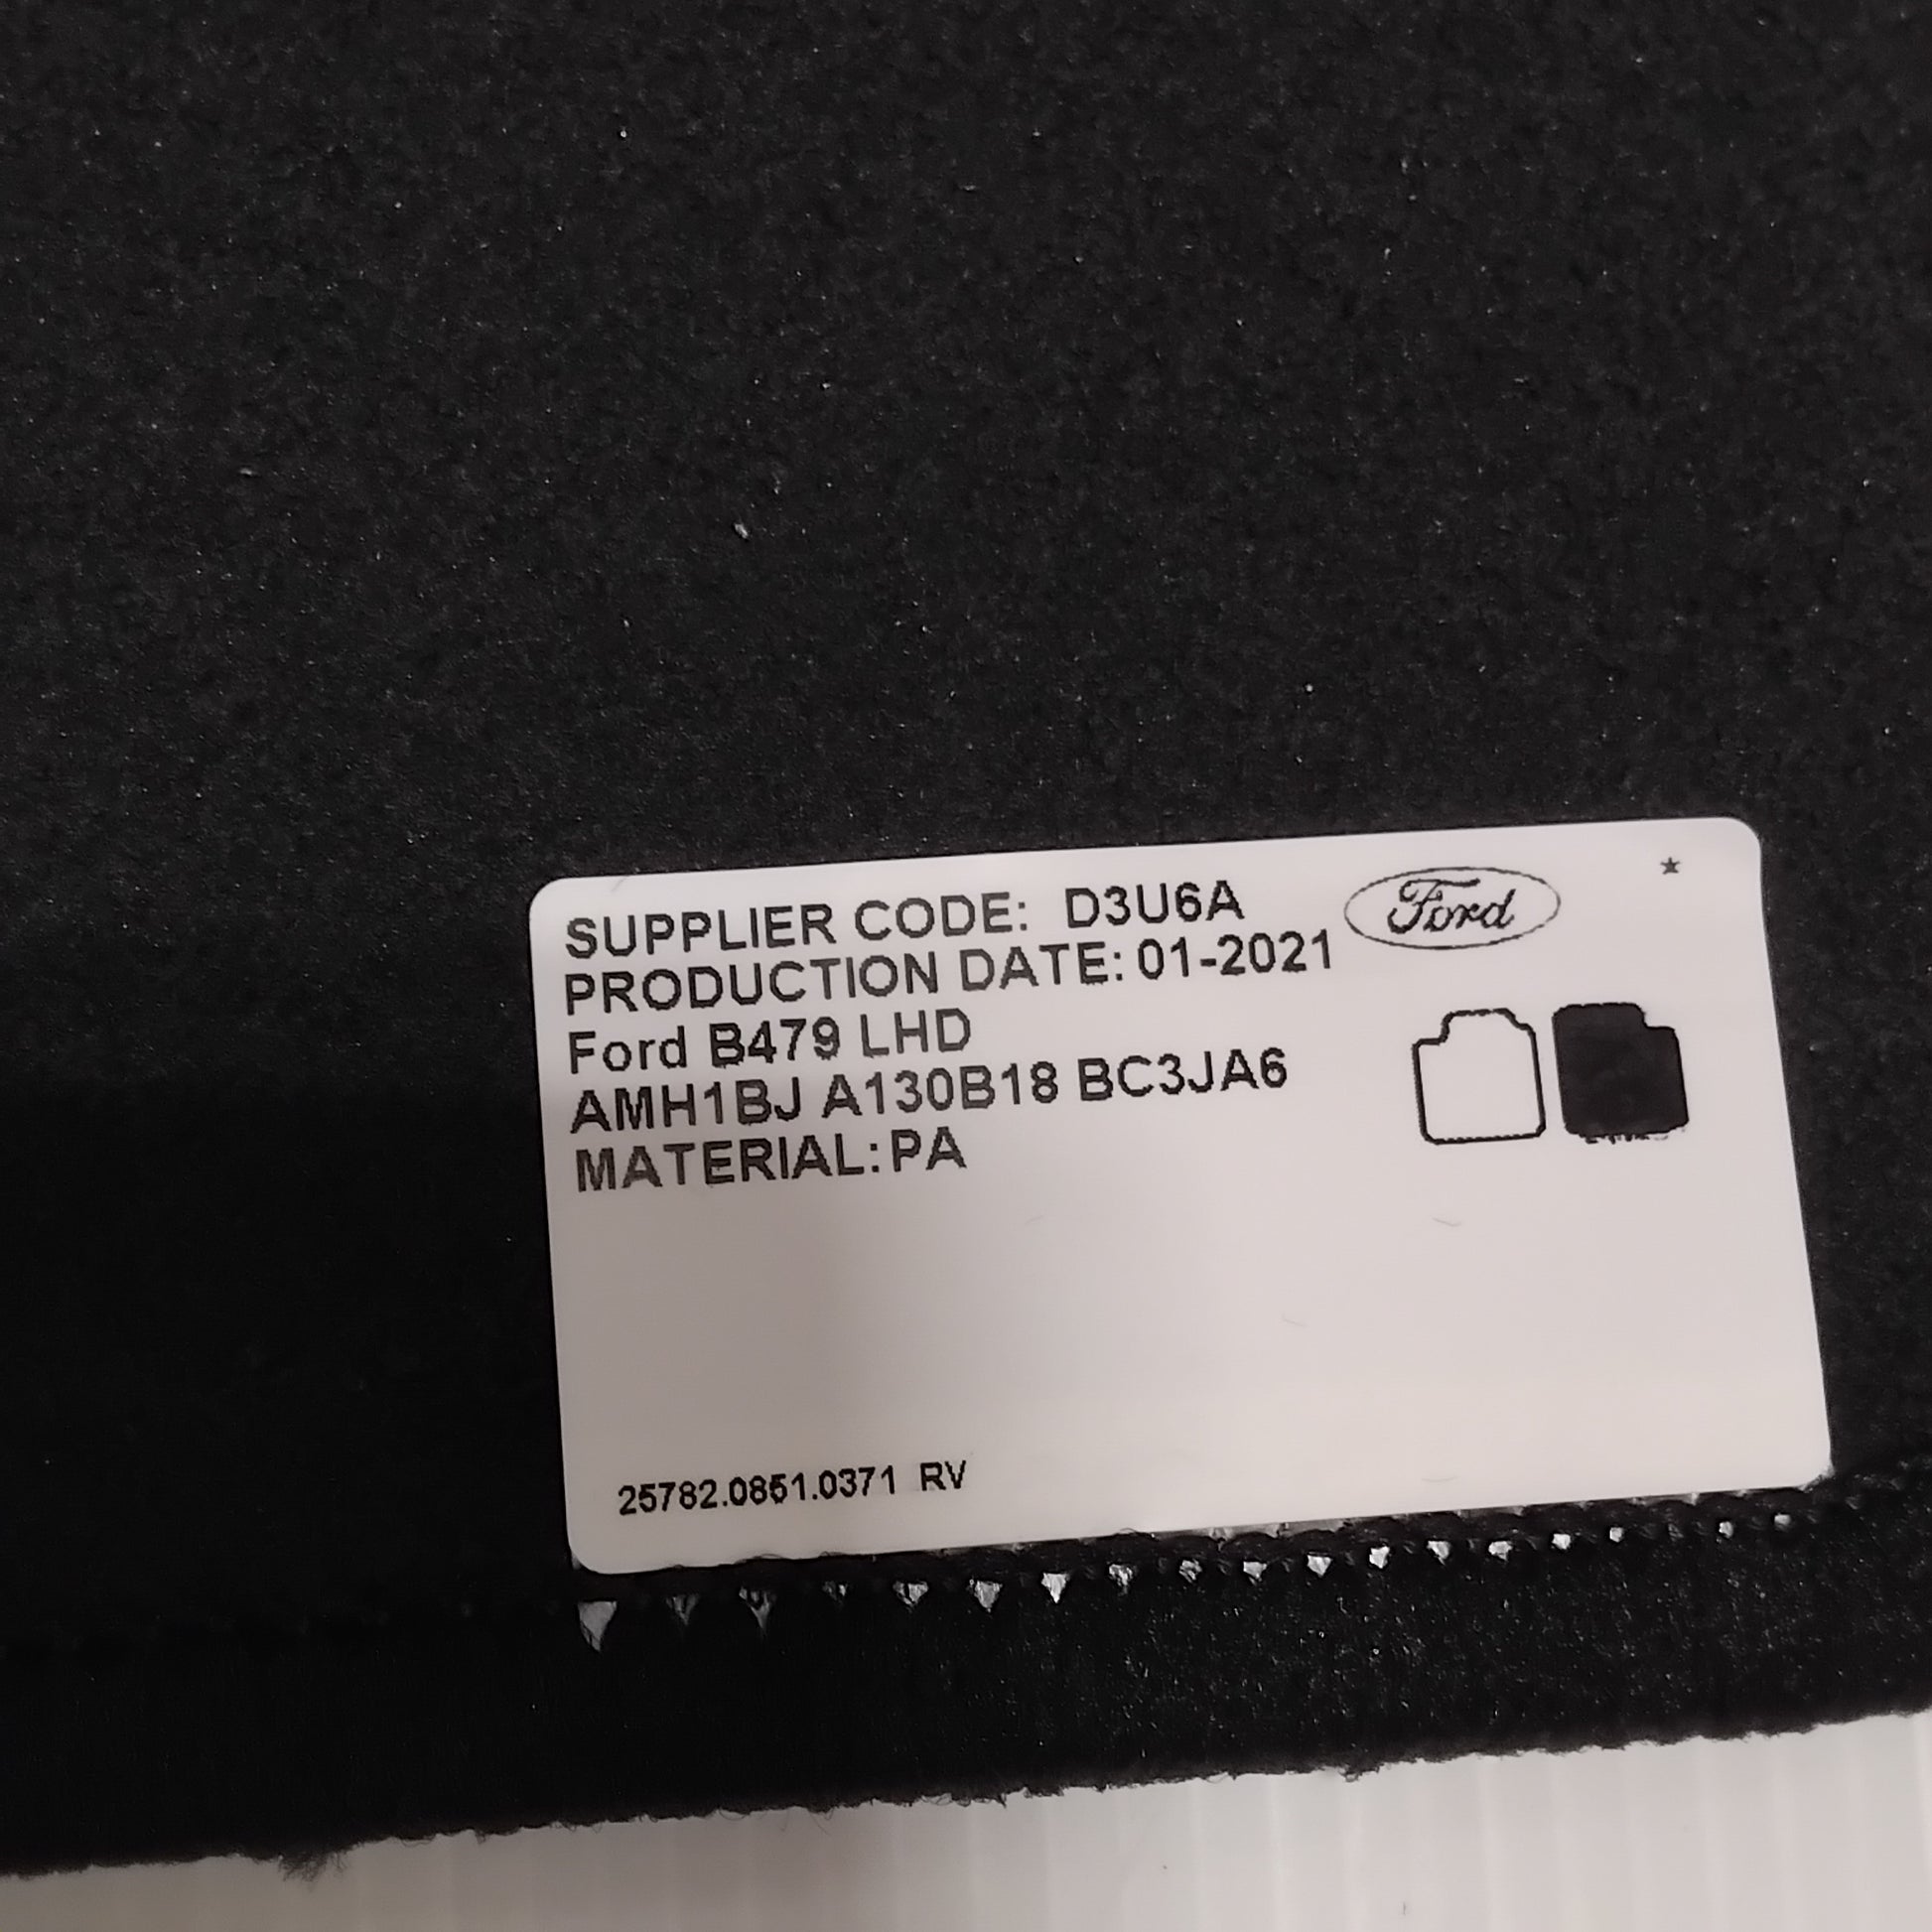 SUPPLIER CODE: D3U6A
Ford
*
PRODUCTION DATE: 01-2021
Ford B479 LHD
AMH1BJ A130B18 BC3JA6
MATERIAL: PA
25782.0851.0371 RV